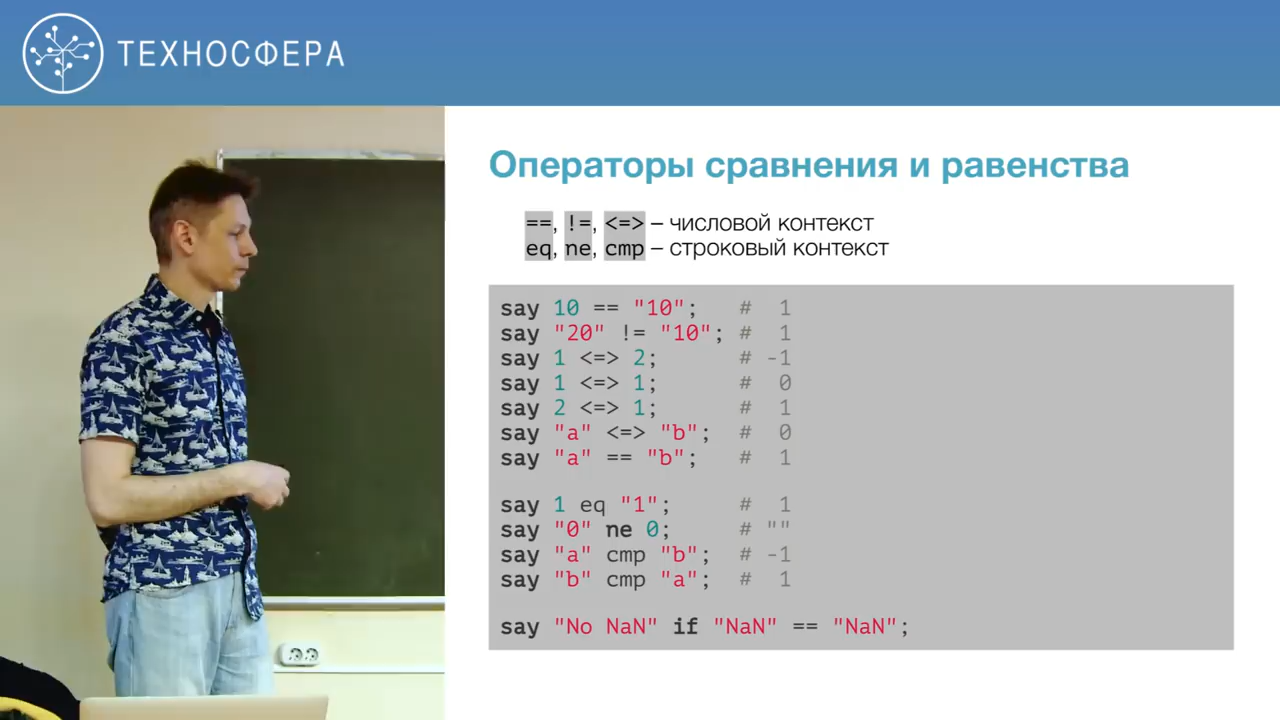 ТЕХНОСФЕРА
Операторы сравнения и равенства
==, !=, <=> – числовой контекст
eq, ne, cmp – строковый контекст
say 10 == "10";   #  1
say "20" != "10"; #  1
say 1 <=> 2;      # -1
say 1 <=> 1;      #  0
say 2 <=> 1;      #  1
say "a" <=> "b";  #  0
say "a" == "b";   #  1
say 1 eq "1";     #  1
say "0" ne 0;     # ""
say "a" cmp "b";  # -1
say "b" cmp "a";  #  1
say "No NaN" if "NaN" == "NaN";